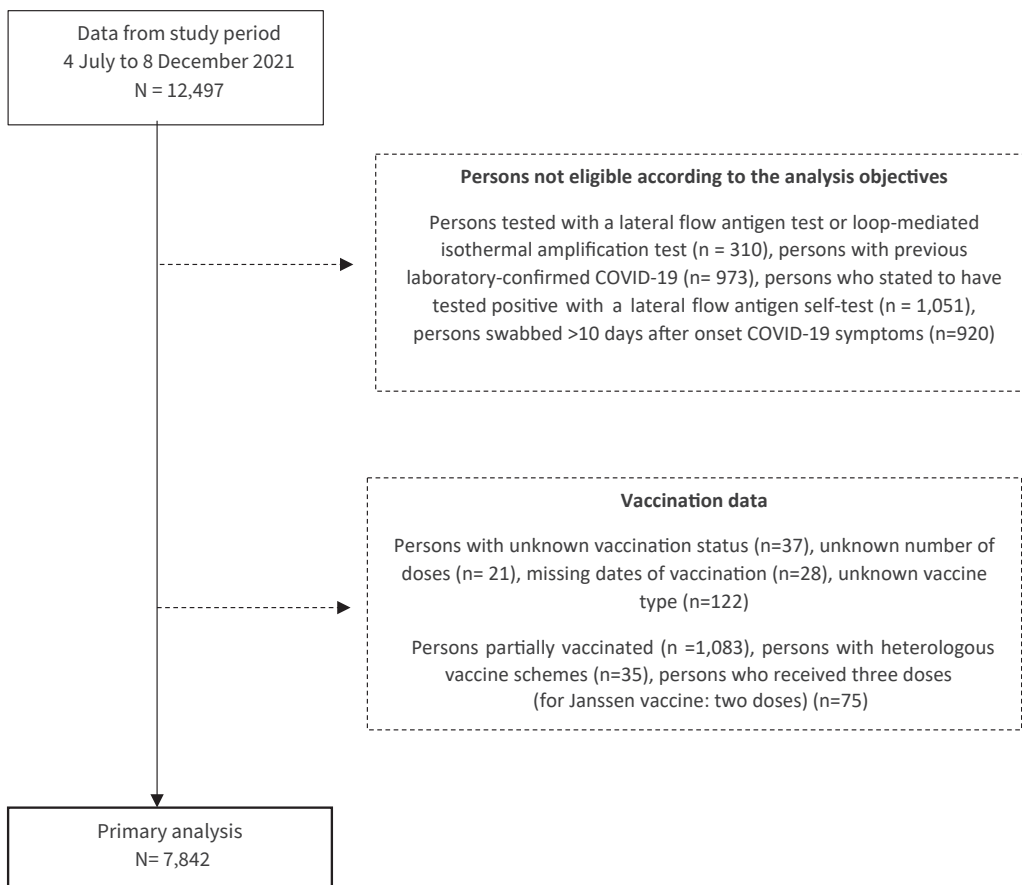 Data from study period
4 July to 8 December 2021
N = 12,497
Persons not eligible according to the analysis objectives
Persons tested with a lateral flow antigen test or loop-mediated
isothermal amplification test (n = 310), persons with previous
laboratory-confirmed COVID-19 (n= 973), persons who stated to have
tested positive with a lateral flow antigen self-test (n = 1,051),
persons swabbed >10 days after onset COVID-19 symptoms (n=920)
Vaccination data
Persons with unknown vaccination status (n=37), unknown number of
doses (n= 21), missing dates of vaccination (n=28), unknown vaccine
type (n=122)
Persons partially vaccinated (n =1,083), persons with heterologous
vaccine schemes (n=35), persons who received three doses
(for Janssen vaccine: two doses) (n=75)
Primary analysis
N= 7,842